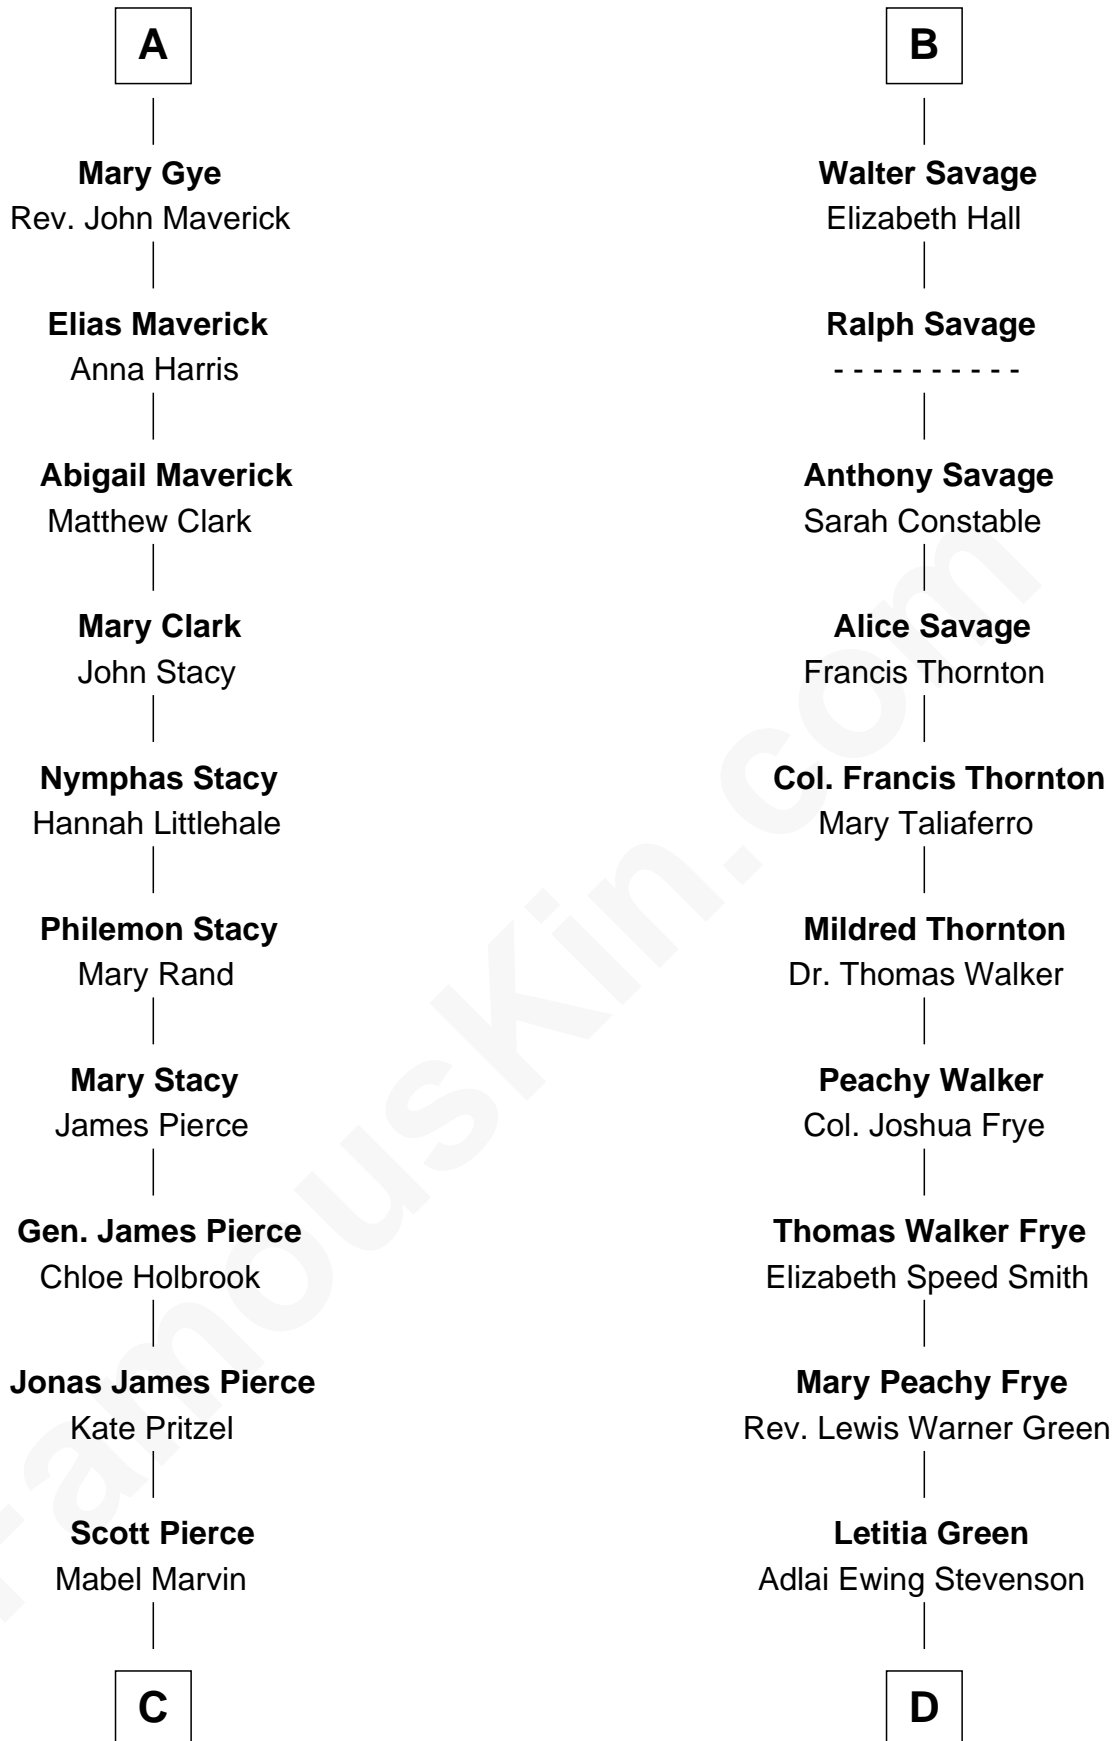 A
Mary Gye
Rev. John Maverick
Elias Maverick
Anna Harris
Abigail Maverick
Matthew Clark
Mary Clark
John Stacy
Nymphas Stacy
Hannah Littlehale
Philemon Stacy
Mary Rand
Mary Stacy
James Pierce
Gen. James Pierce
Chloe Holbrook
Jonas James Pierce
Kate Pritzel
Scott Pierce
Mabel Marvin
C
B
Walter Savage
Elizabeth Hall
Ralph Savage
- - - - - - - - - -
Anthony Savage
Sarah Constable
Alice Savage
Francis Thornton
Col. Francis Thornton
Mary Taliaferro
Mildred Thornton
Dr. Thomas Walker
Peachy Walker
Col. Joshua Frye
Thomas Walker Frye
Elizabeth Speed Smith
Mary Peachy Frye
Rev. Lewis Warner Green
Letitia Green
Adlai Ewing Stevenson
D
FamousKin.com